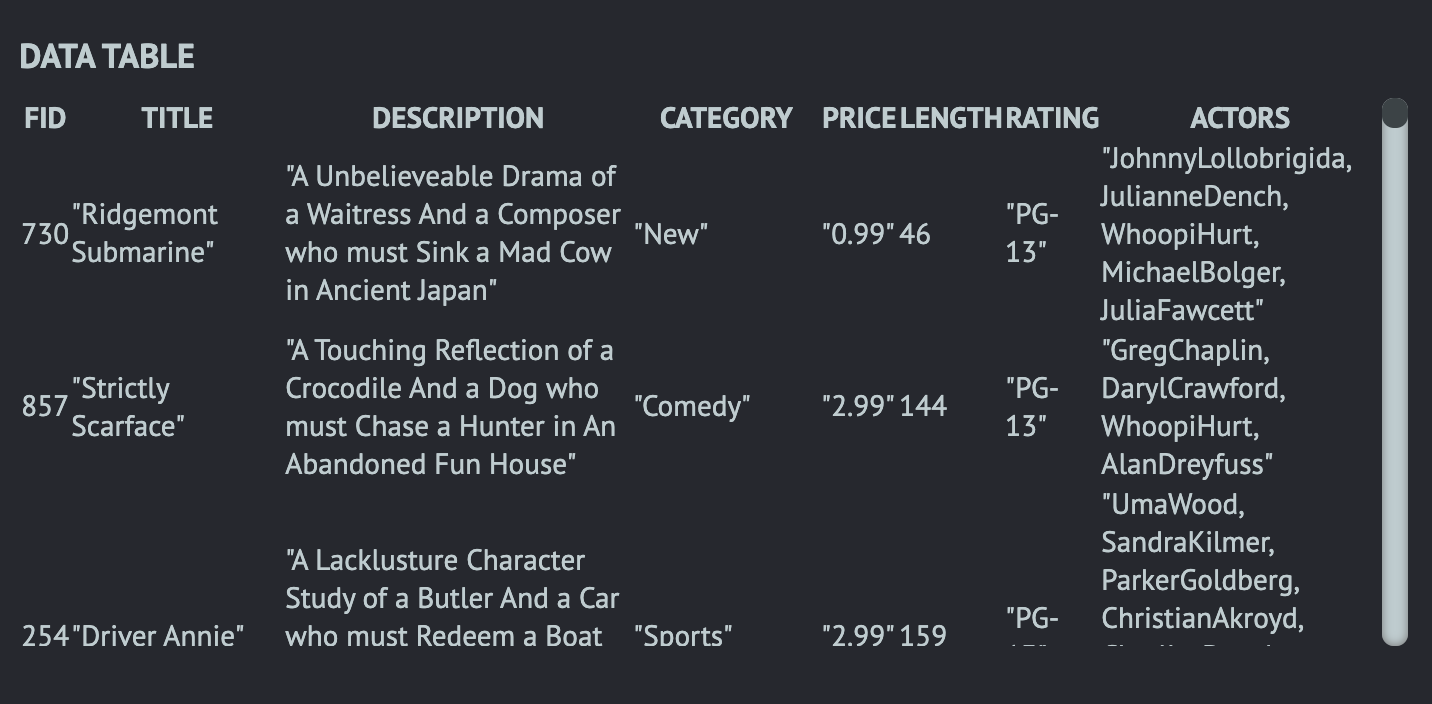 DATA TABLE
FID TITLE DESCRIPTION CATEGORY PRICE LENGTH RATING ACTORS
730 "Ridgemont
Submarine"
"A Unbelieveable Drama of
a Waitress And a Composer
who must Sink a Mad Cow
in Ancient Japan"
"New"
"0.99" 46
"PG-
13"
"JohnnyLollobrigida,
JulianneDench,
WhoopiHurt,
MichaelBolger,
JuliaFawcett"
857 "Strictly
Scarface"
"A Touching Reflection of a
Crocodile And a Dog who
must Chase a Hunter in An
Abandoned Fun House"
"Comedy"
"2.99" 144
"PG-
13"
"GregChaplin,
DarylCrawford,
WhoopiHurt,
AlanDreyfuss"
254 "Driver Annie"
"A Lacklusture Character
Study of a Butler And a Car
who must Redeem a Boat
"Sports"
"2.99" 159
"PG-
"UmaWood,
SandraKilmer,
ParkerGoldberg,
ChristianAkroyd,